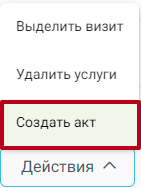 Выделить визит
Удалить услуги
Создать акт
Действия